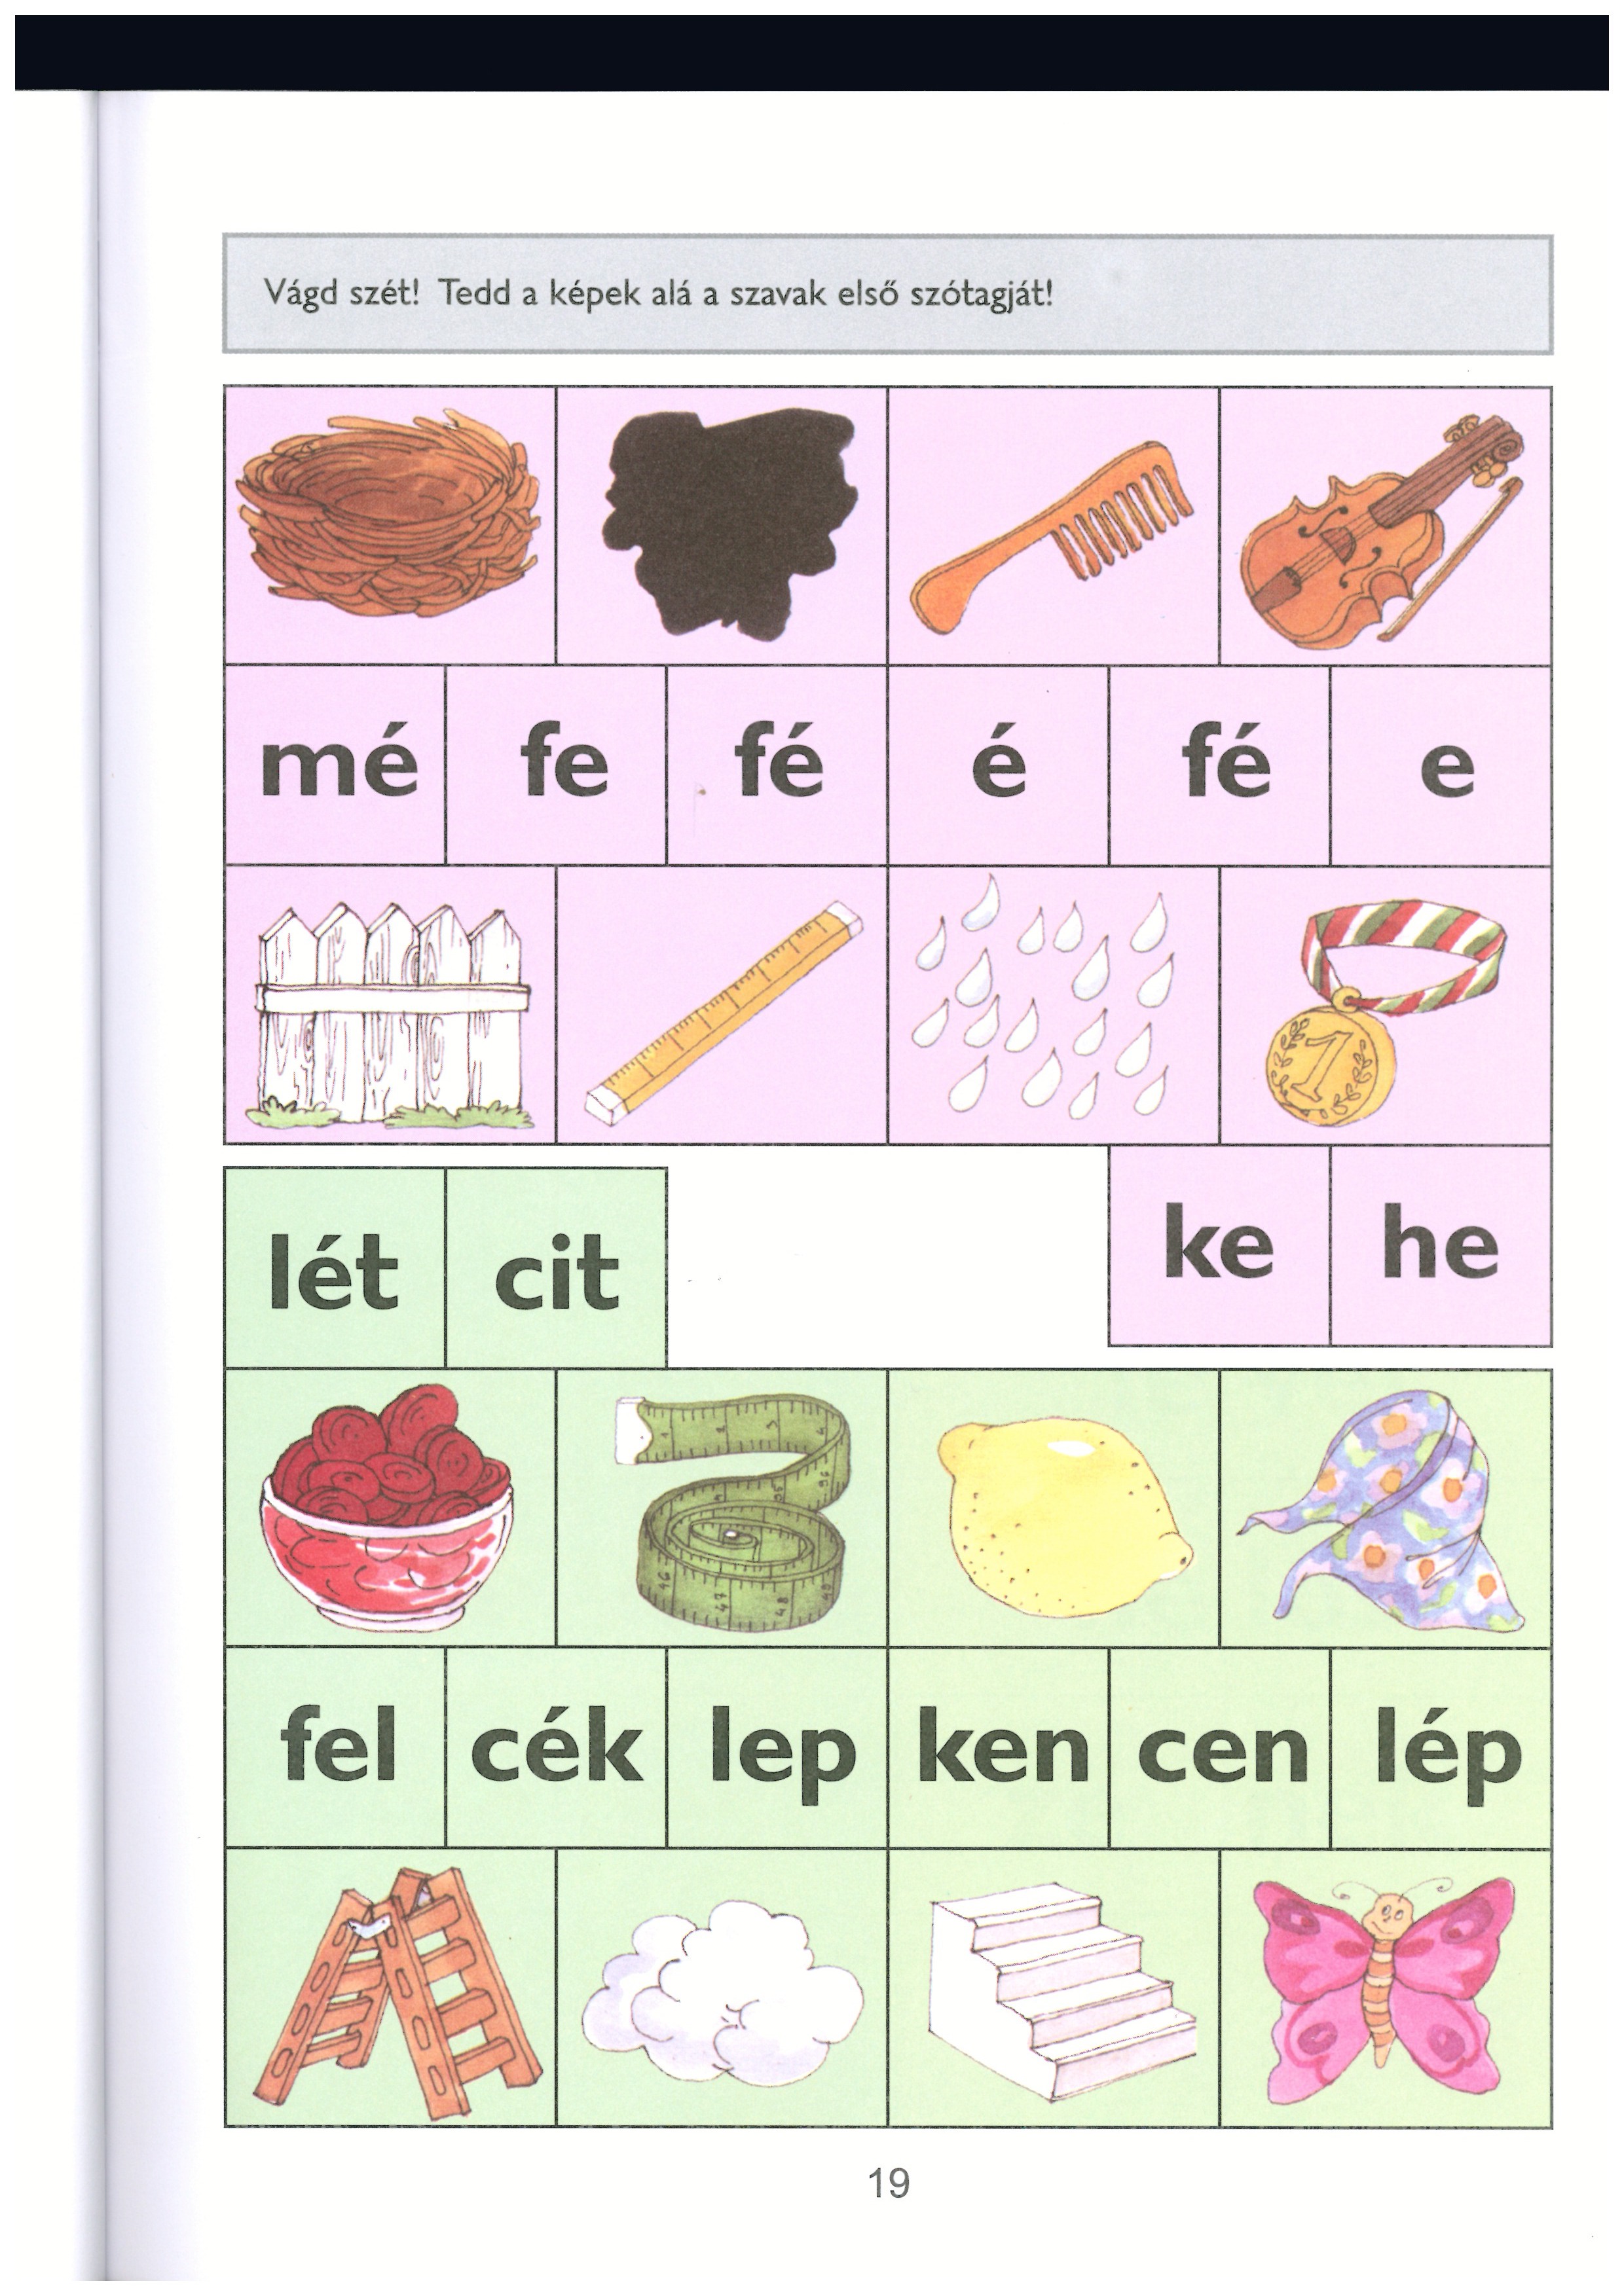 Vágd szét! Tedd a képek alá a szavak első szótagját!
mé fe fé é fé e
1
lét cit ke he
fel cék lep ken cen lép
19